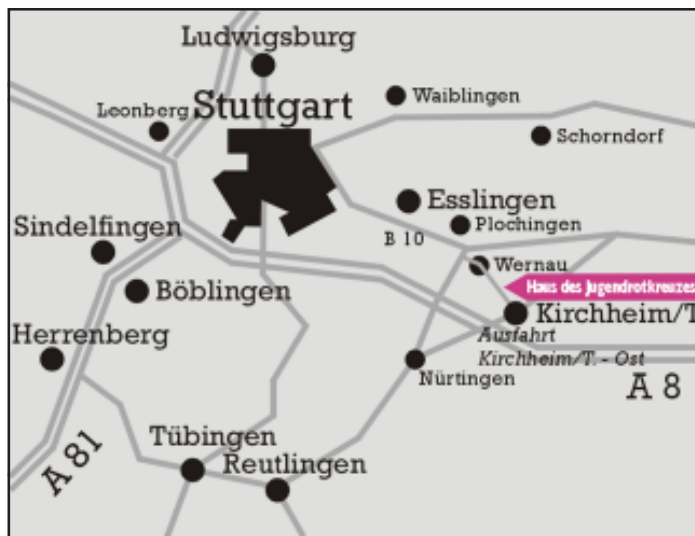 Ludwigsburg
Leonberg
Stuttgart
Waiblingen
Schorndorf
Sindelfingen
Esslingen
B 10
Plochingen
Wernau
Böblingen
Haus des Jugendrotkreuzes
Kirchheim/T.
Herrenberg
Ausfahrt
Kirchheim/T. - Ost
Nürtingen
A 8
A 81
Tübingen
Reutlingen